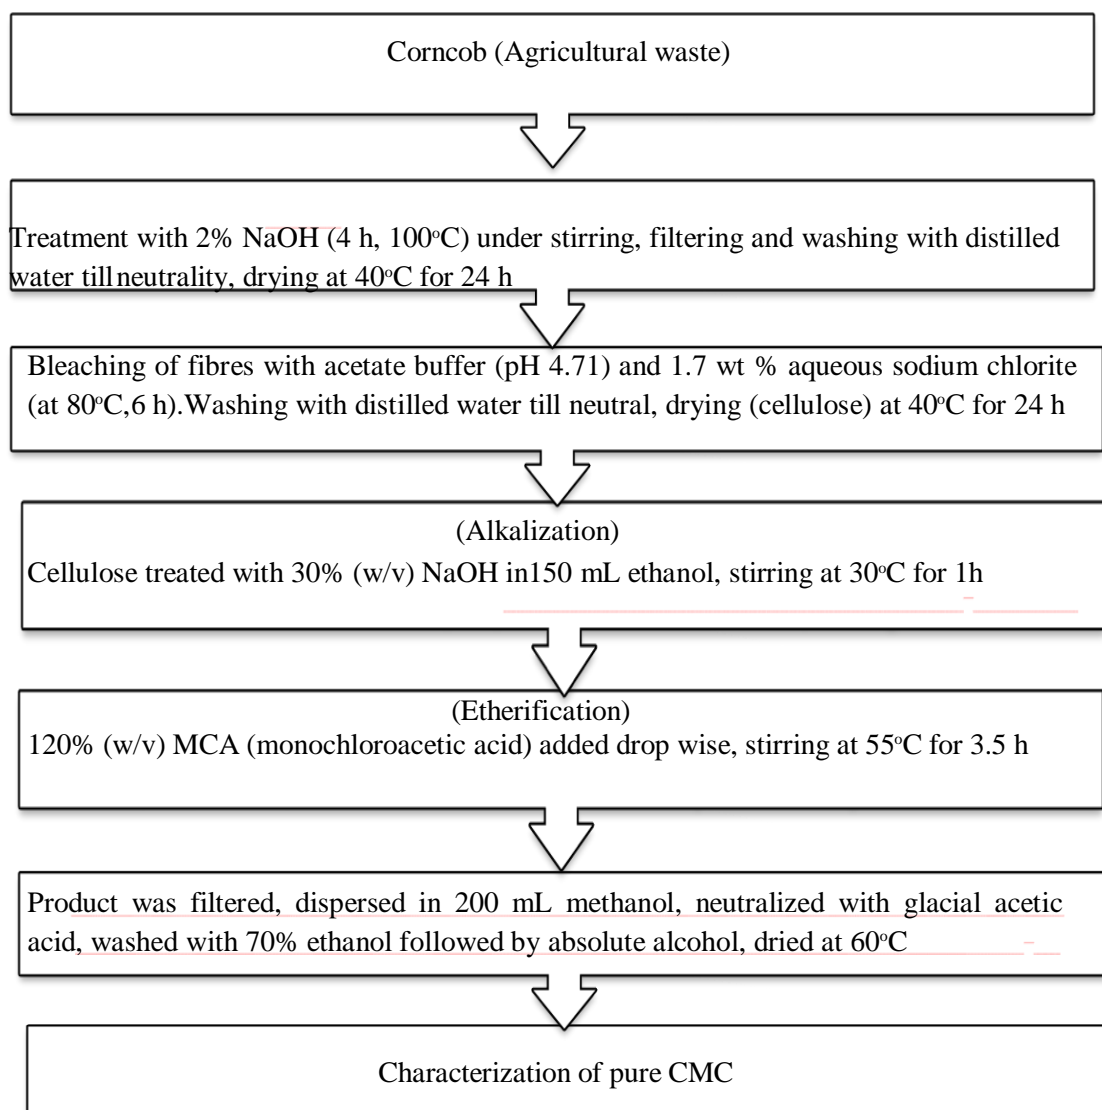 Corncob (Agricultural waste)
Treatment with 2% NaOH (4 h, 100°C) under stirring, filtering and washing with distilled
water till neutrality, drying at 40°C for 24 h
Bleaching of fibres with acetate buffer (pH 4.71) and 1.7 wt % aqueous sodium chlorite
(at 80°C,6 h).Washing with distilled water till neutral, drying (cellulose) at 40°C for 24 h
(Alkalization)
Cellulose treated with 30% (w/v) NaOH in150 mL ethanol, stirring at 30°C for 1h
(Etherification)
120% (w/v) MCA (monochloroacetic acid) added drop wise, stirring at 55°C for 3.5 h
Product was filtered, dispersed in 200 mL methanol, neutralized with glacial acetic
acid, washed with 70% ethanol followed by absolute alcohol, dried at 60°C
Characterization of pure CMC